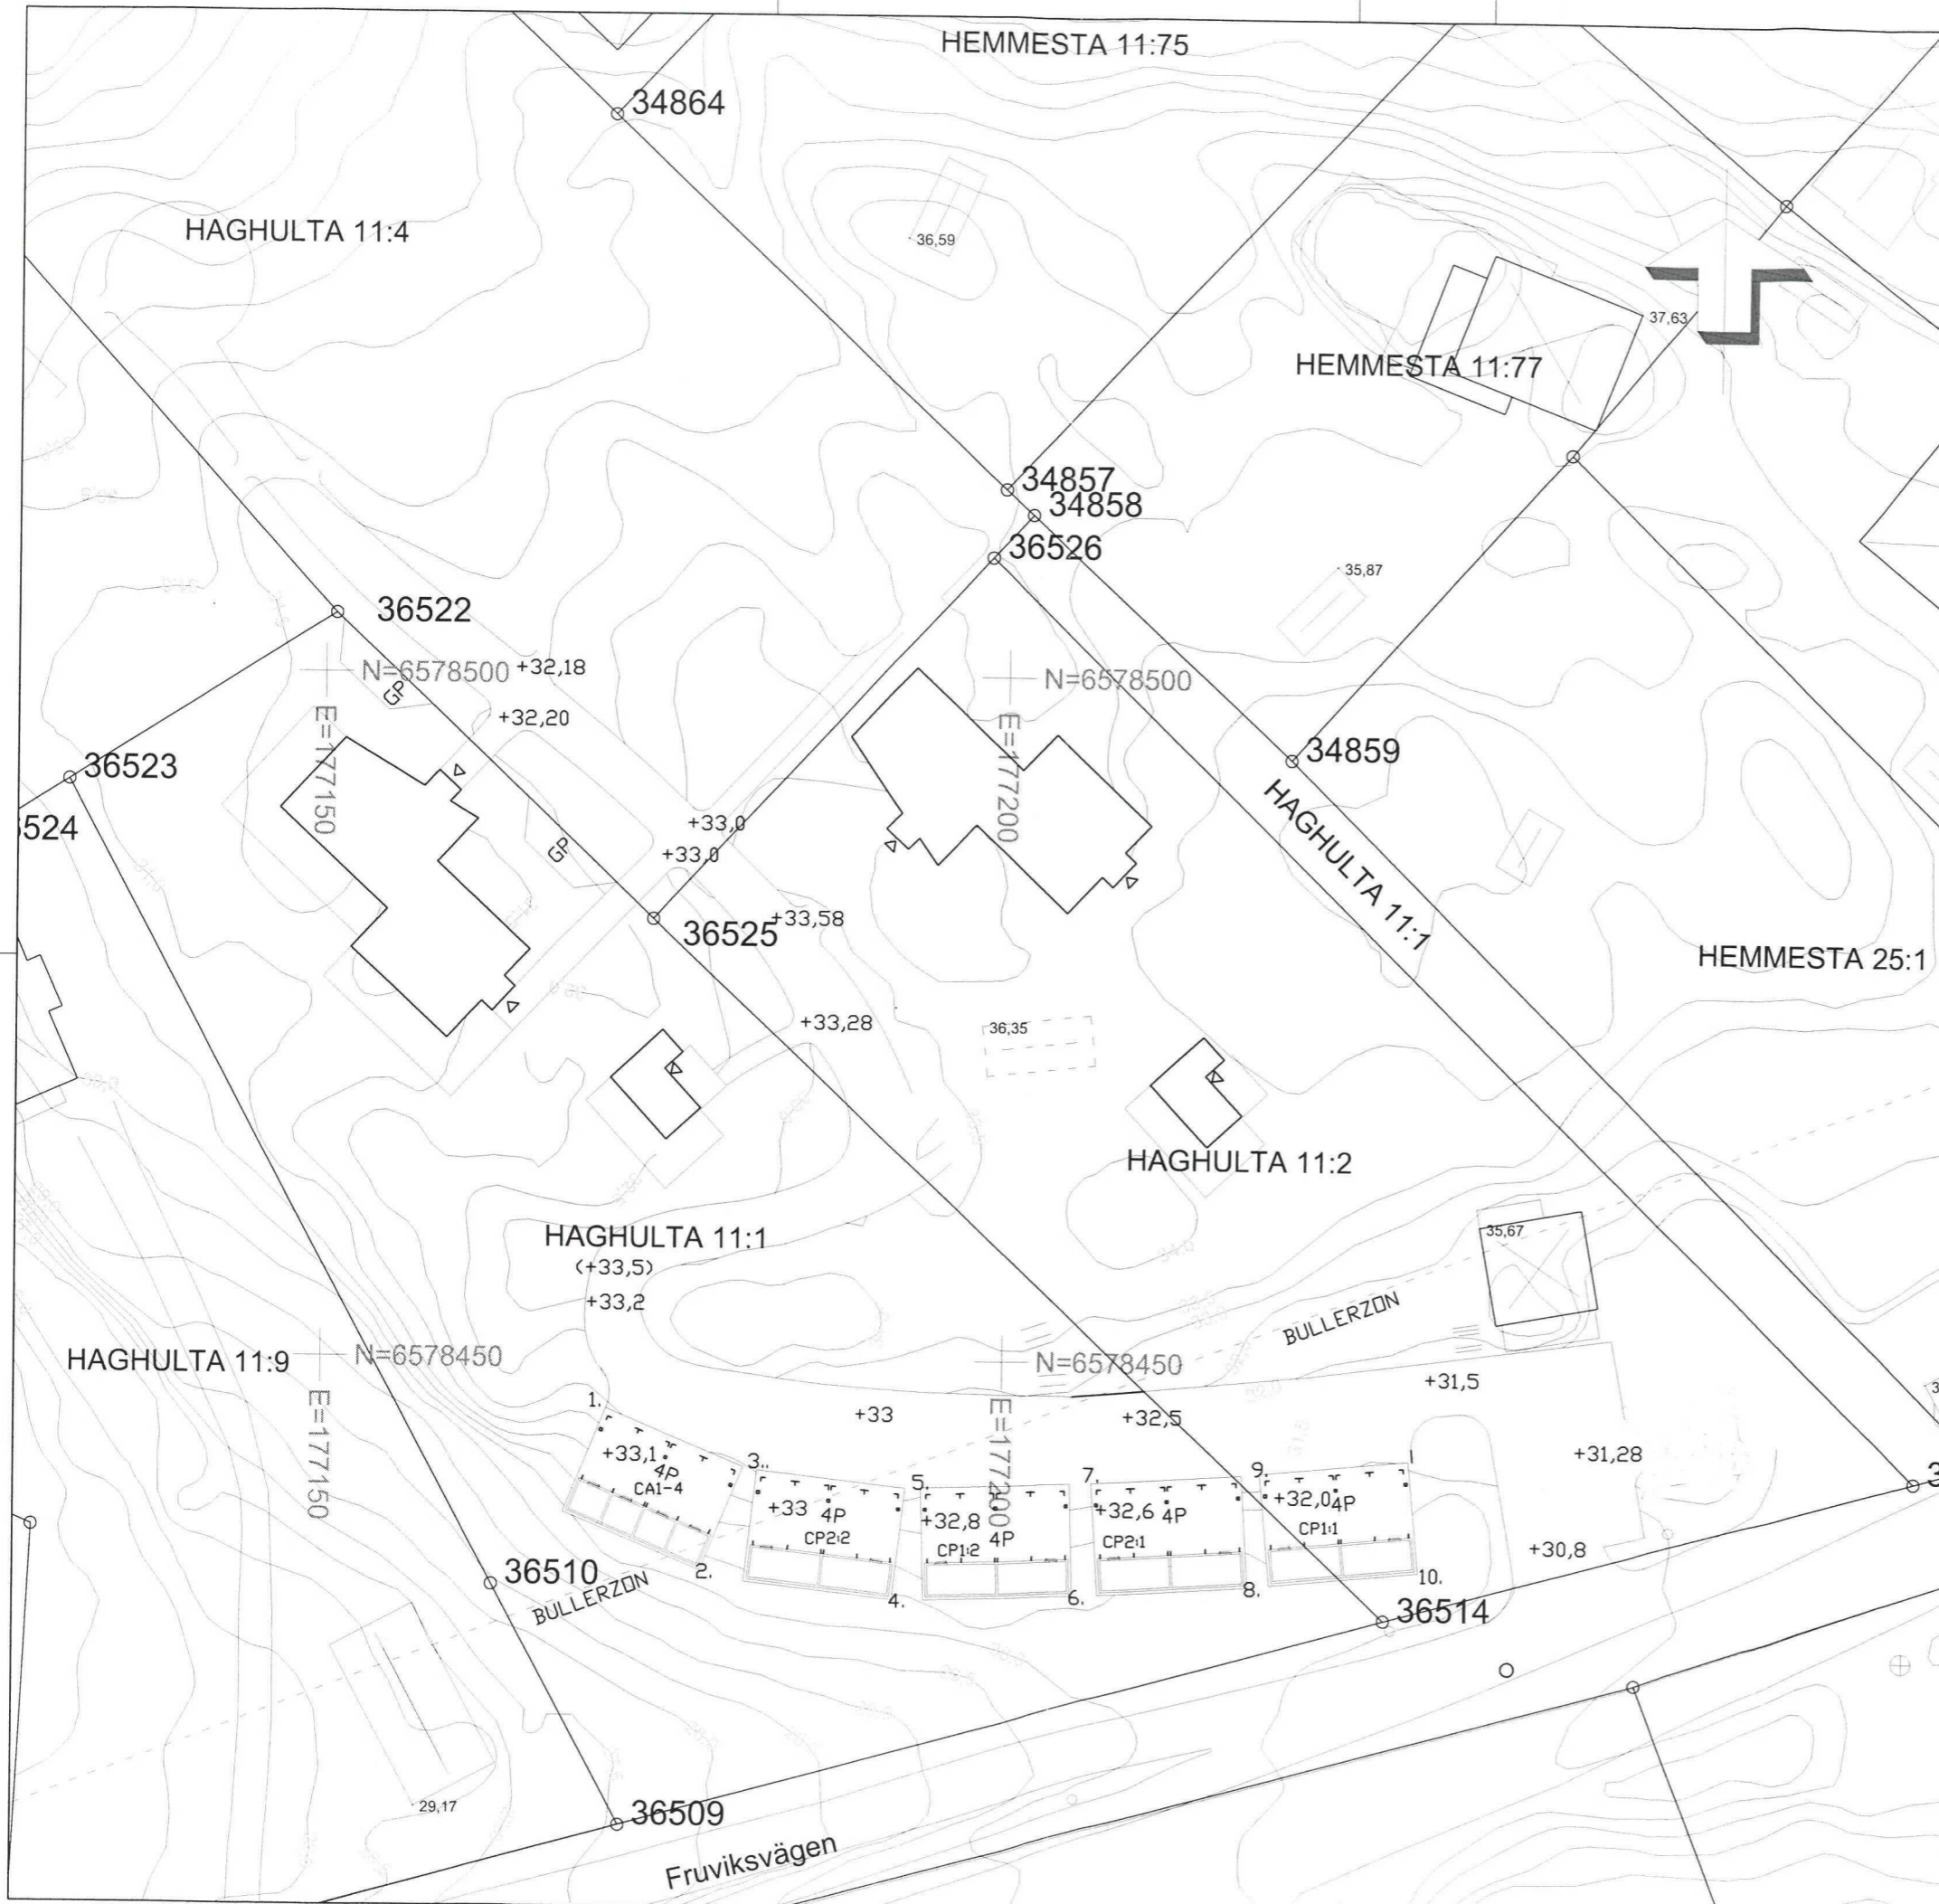 HEMMESTA 11:75
34864
HAGHULTA 11:4
36,59
37,63
HEMMESTA 11:77
34857
34858
36526
35,87
36522
N=6578500
+32,18
N=6578500
GP
+32,20
E=177150
E=177200
36523
34859
524
+33,0
+33,0
GP
HAGHULTA 11:1
36525
+33,58
HEMMESTA 25:1
+33,28
36,35
HAGHULTA 11:2
HAGHULTA 11:1
(+33,5)
+33,2
35,67
BULLERZON
HAGHULTA 11:9
N=6578450
N=6578450
E=177150
E=177200
+31,5
1.
+33
+32,5
+33,1
4P
CA1-4
3.
5.
7.
9.
+31,28
+33
4P
CP2:2
+32,8
4P
CP1:2
+32,6
4P
CP2:1
+32,0
4P
CP1:1
+30,8
2.
4.
6.
8.
10.
36510
BULLERZON
36514
29,17
36509
Fruviksvägen